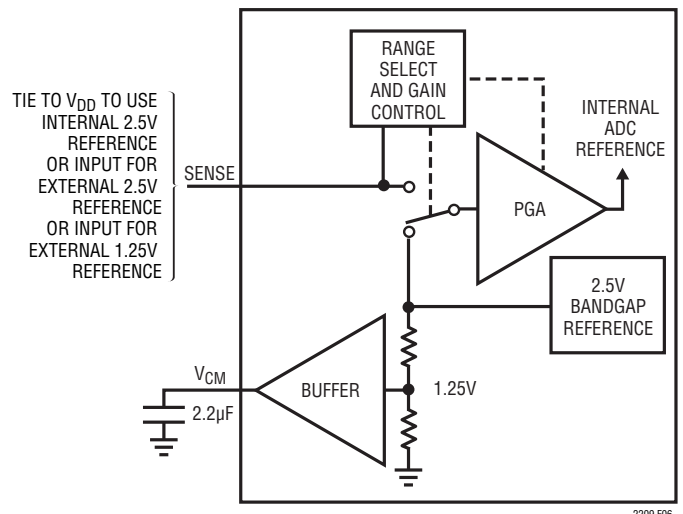 RANGE
SELECT
AND GAIN
CONTROL
TIE TO VDD TO USE
INTERNAL 2.5V
REFERENCE
OR INPUT FOR
EXTERNAL 2.5V
REFERENCE
OR INPUT FOR
EXTERNAL 1.25V
REFERENCE
SENSE
INTERNAL
ADC
REFERENCE
PGA
2.5V
BANDGAP
REFERENCE
VCM
BUFFER
1.25V
2.2µF